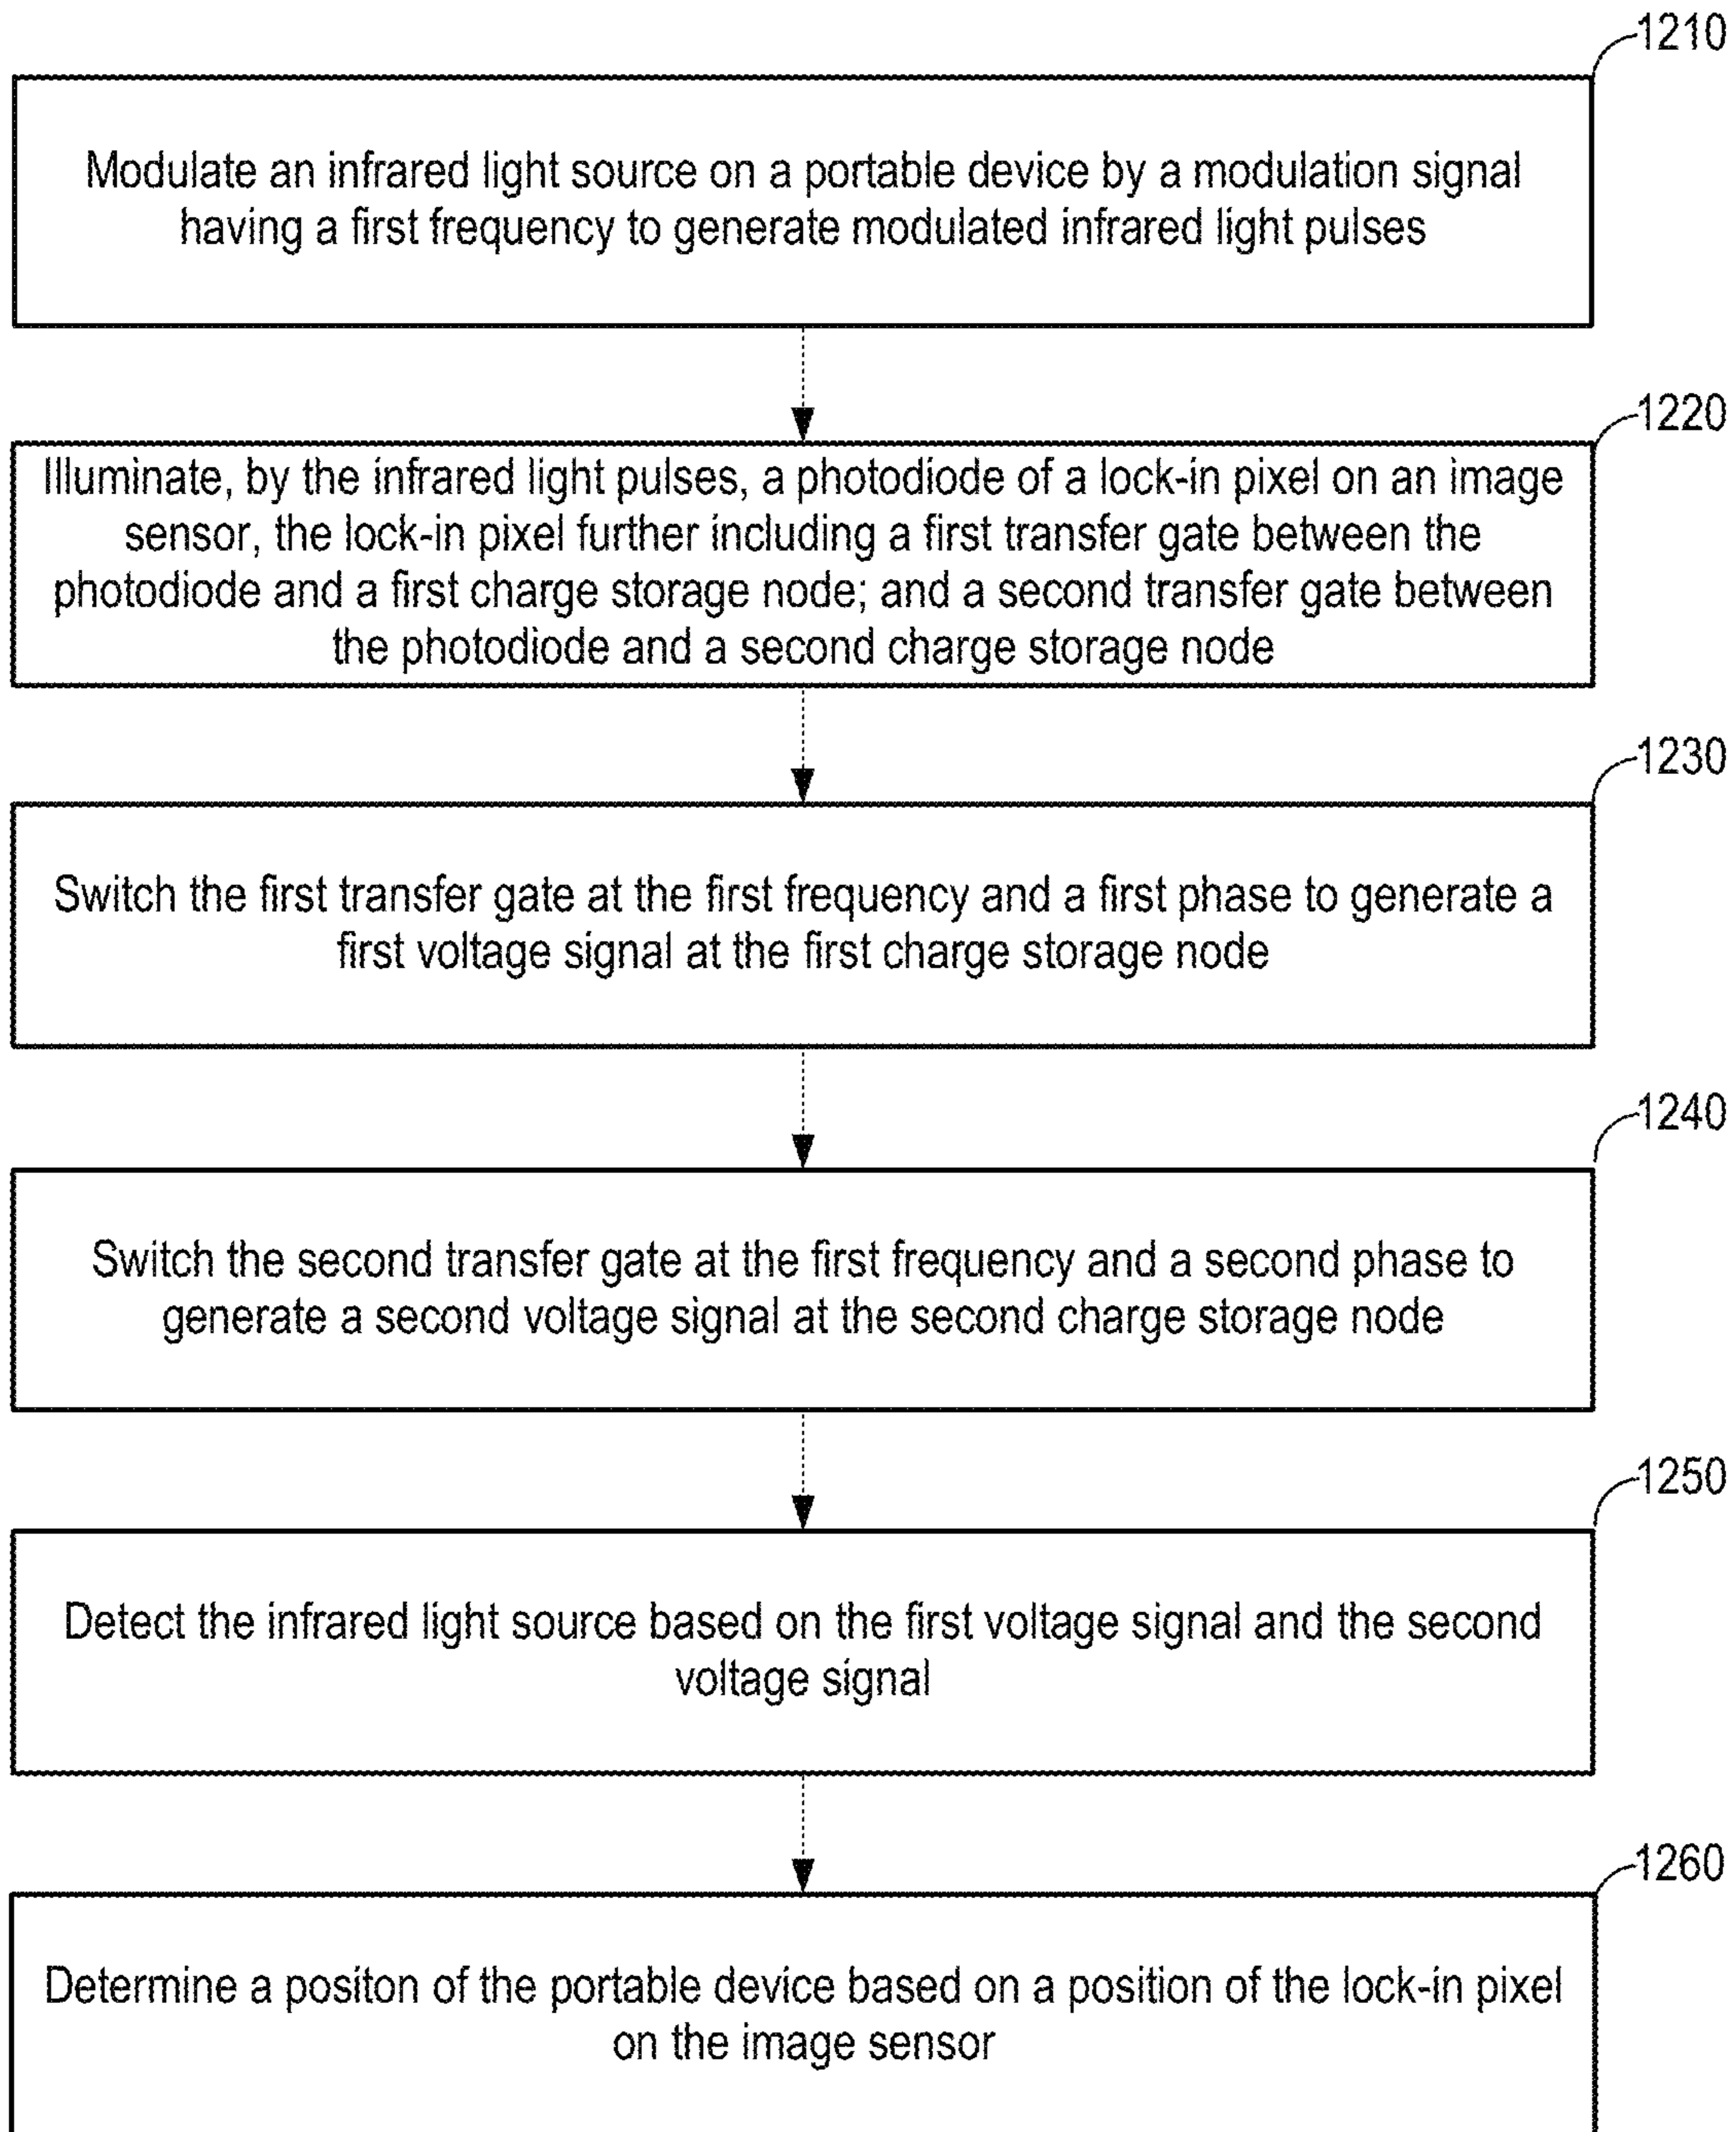 1210
Modulate an infrared light source on a portable device by a modulation signal
having a first frequency to generate modulated infrared light pulses
1220
Illuminate, by the infrared light pulses, a photodiode of a lock-in pixel on an image
sensor, the lock-in pixel further including a first transfer gate between the
photodiode and a first charge storage node; and a second transfer gate between
the photodiode and a second charge storage node
1230
Switch the first transfer gate at the first frequency and a first phase to generate a
first voltage signal at the first charge storage node
1240
Switch the second transfer gate at the first frequency and a second phase to
generate a second voltage signal at the second charge storage node
1250
Detect the infrared light source based on the first voltage signal and the second
voltage signal
1260
Determine a positon of the portable device based on a position of the lock-in pixel
on the image sensor